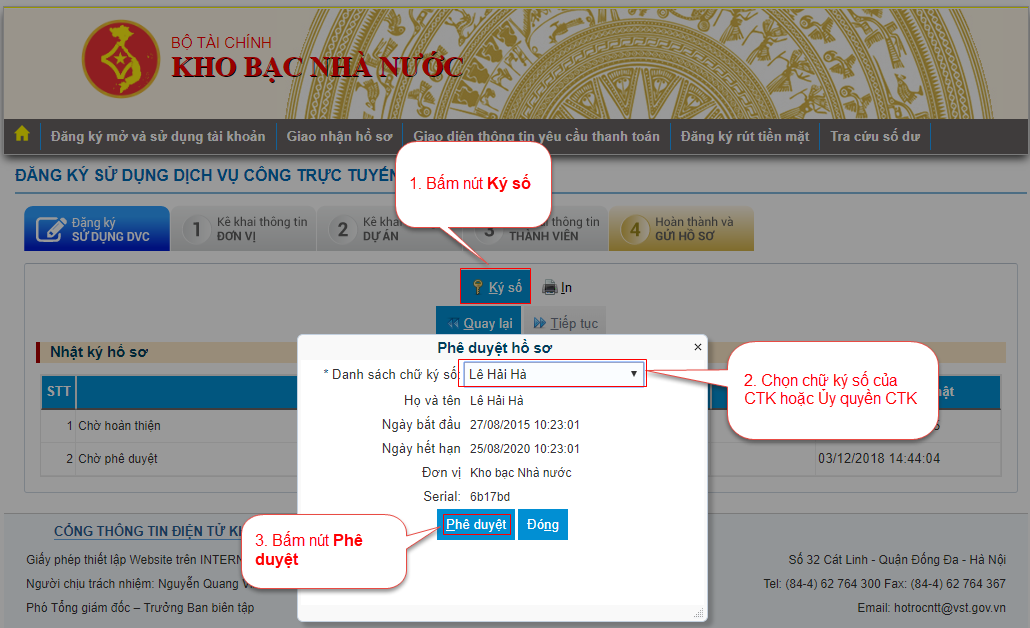 BỘ TÀI CHÍNH
KHO BẠC NHÀ NƯỚC
Đăng ký mở và sử dụng tài khoản
Giao nhận hồ sơ
Giao diện thông tin yêu cầu thanh toán
Đăng ký rút tiền mặt
Tra cứu số dư
ĐĂNG KÝ SỬ DỤNG DỊCH VỤ CÔNG TRỰC TUYẾN
1. Bấm nút Ký số
Đăng ký
SỬ DỤNG DVC
1
Kê khai thông tin
ĐƠN VỊ
2
DỰ ÁN
3
thông tin
THÀNH VIÊN
4
Hoàn thành và
GỬI HỒ SƠ
Ký số
In
Quay lại
Tiếp tục
Nhật ký hồ sơ
STT
1 Chờ hoàn thiện
2 Chờ phê duyệt
03/12/2018 14:44:04
Phê duyệt hồ sơ
* Danh sách chữ ký số:
Lê Hải Hà
Họ và tên Lê Hải Hà
Ngày bắt đầu 27/08/2015 10:23:01
Ngày hết hạn 25/08/2020 10:23:01
Đơn vị Kho bạc Nhà nước
Serial: 6b17bd
Phê duyệt
Đóng
2. Chọn chữ ký số của
CTK hoặc Ủy quyền CTK
3. Bấm nút Phê
duyệt
CỔNG THÔNG TIN ĐIỆN TỬ
Giấy phép thiết lập Website trên
Người chịu trách nhiệm: Nguyễn Quang
Phó Tổng giám đốc – Trưởng Ban biên tập
Số 32 Cát Linh - Quận Đống Đa - Hà Nội
Tel: (84-4) 62 764 300 Fax: (84-4) 62 764 367
Email: hotrocntt@vst.gov.vn